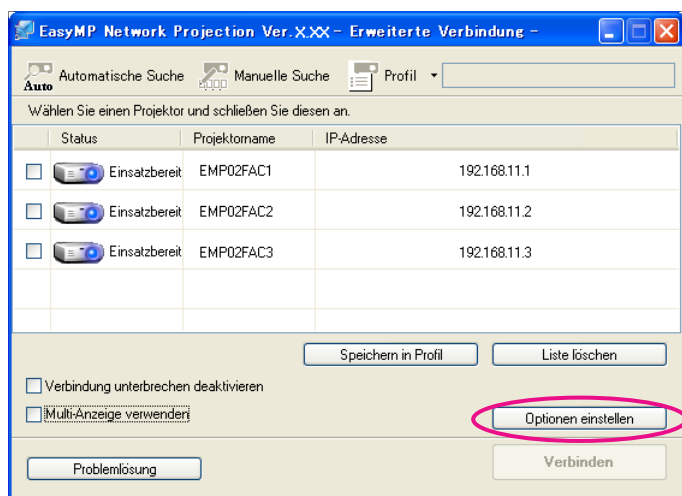 EasyMP Network Projection Ver.X.XX - Erweiterte Verbindung -
Auto Automatische Suche Manuelle Suche Profil
Wählen Sie einen Projektor und schließen Sie diesen an.
Status Projektorname IP-Adresse
Einsatzbereit EMP02FAC1 192.168.11.1
Einsatzbereit EMP02FAC2 192.168.11.2
Einsatzbereit EMP02FAC3 192.168.11.3
Speichern in Profil Liste löschen
Verbindung unterbrechen deaktivieren
Multi-Anzeige verwenden
Optionen einstellen
Problemlösung Verbinden